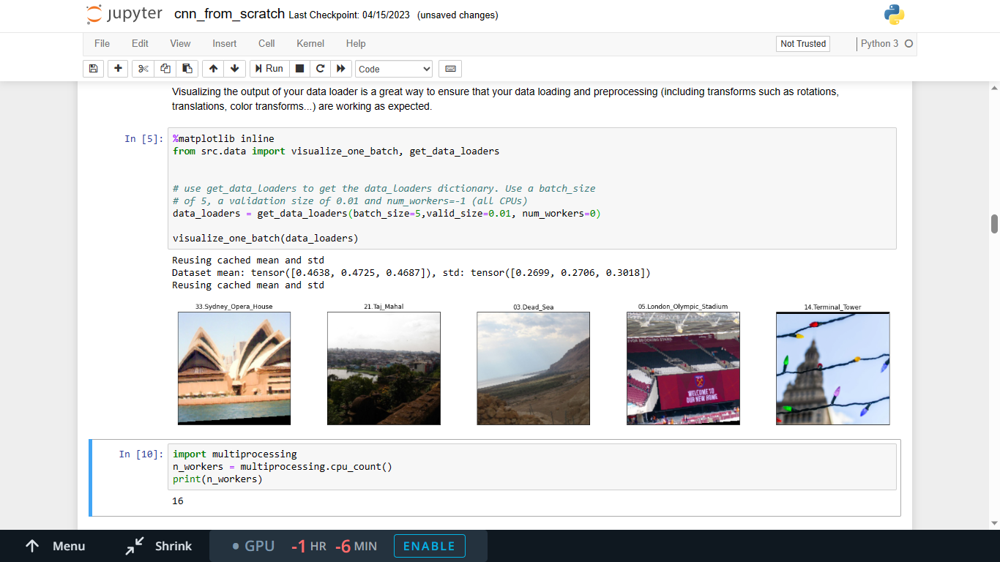 jupyter cnn_from_scratch Last Checkpoint: 04/15/2023 (unsaved changes)
File Edit View Insert Cell Kernel Help Not Trusted Python 3
Run Code
Visualizing the output of your data loader is a great way to ensure that your data loading and preprocessing (including transforms such as rotations,
translations, color transforms...) are working as expected.
In [5]: %matplotlib inline
from src.data import visualize_one_batch, get_data_loaders
# use get_data_loaders to get the data_loaders dictionary. Use a batch_size
# of 5, a validation size of 0.01 and num_workers=-1 (all CPUs)
data_loaders = get_data_loaders(batch_size=5,valid_size=0.01, num_workers=0)
visualize_one_batch(data_loaders)
Reusing cached mean and std
Dataset mean: tensor([0.4638, 0.4725, 0.4687]), std: tensor([0.2699, 0.2706, 0.3018])
Reusing cached mean and std
33.Sydney_Opera_House 21.Taj_Mahal 03.Dead_Sea 05.London_Olympic_Stadium 14.Terminal_Tower
BROOKING STAND
WELCOME TO
OUR NEW HOME
In [10]: import multiprocessing
n_workers = multiprocessing.cpu_count()
print(n_workers)
16
Menu Shrink GPU -1 HR -6 MIN ENABLE